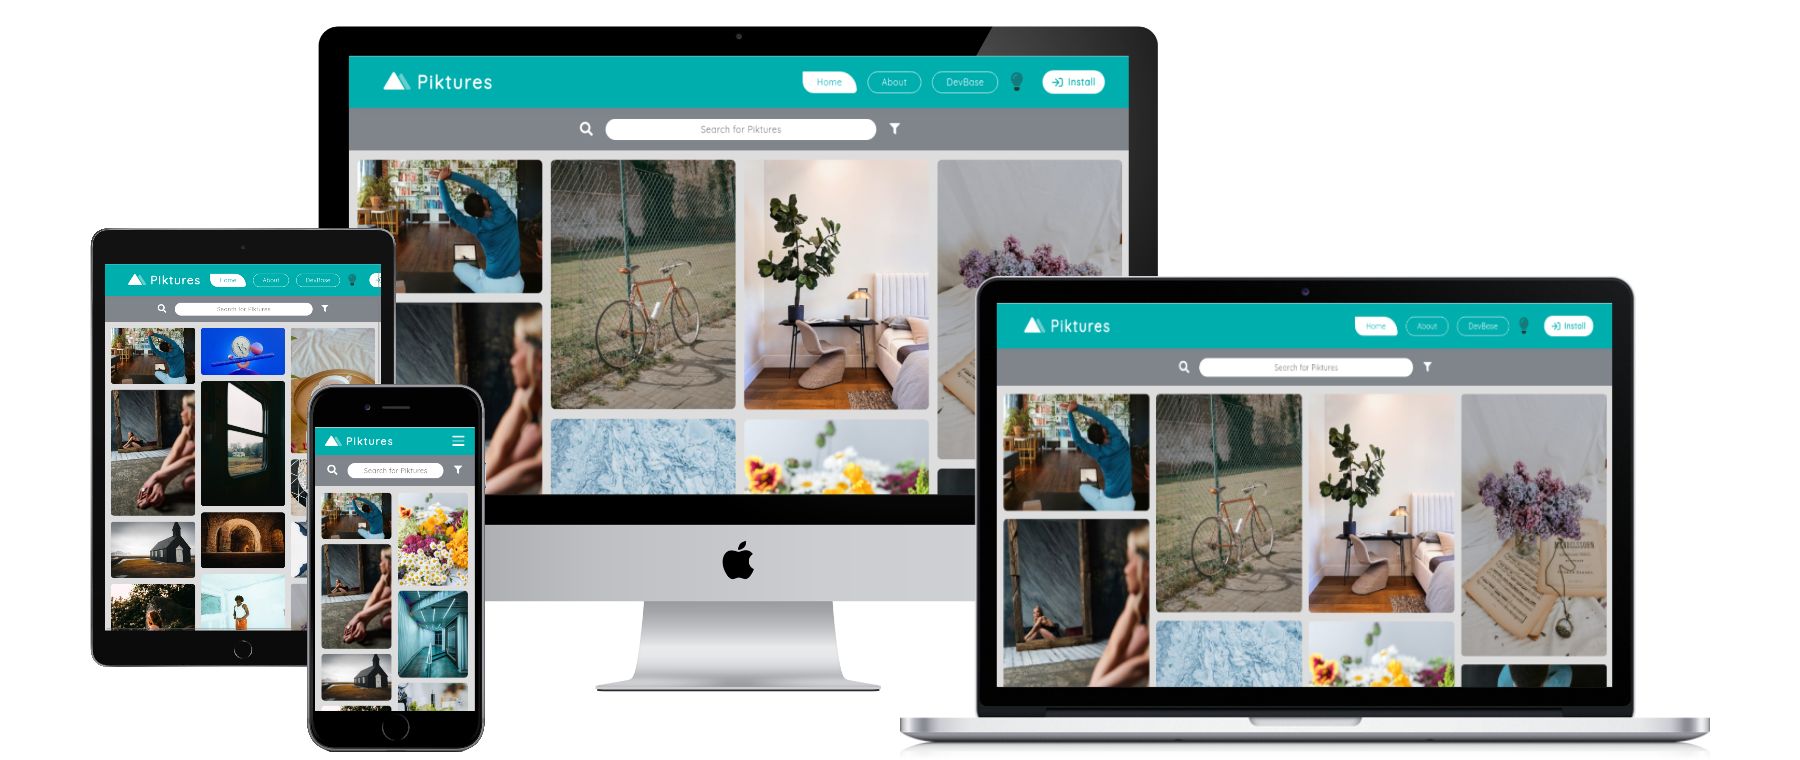 Piktures
Home
About
DevBase
Install
Search for Piktures
Piktures
Home
About
DevBase
Search for Piktures
Piktures
Search for Piktures
Piktures
Home
About
DevBase
Install
Search for Piktures
MENDELSSOHN